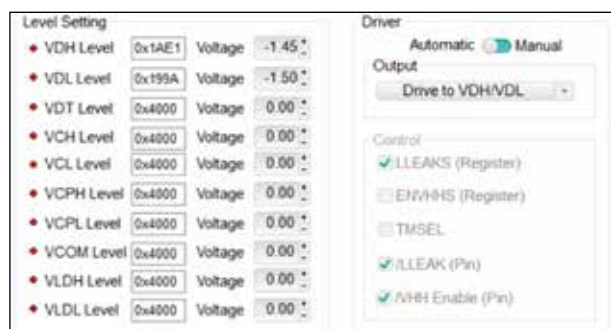 Level Setting
VDH Level 0x1AE1 Voltage -1.45
VDL Level 0x199A Voltage -1.50
VDT Level 0x4000 Voltage 0.00
VCH Level 0x4000 Voltage 0.00
VCL Level 0x4000 Voltage 0.00
VCPH Level 0x4000 Voltage 0.00
VCPL Level 0x4000 Voltage 0.00
VCOM Level 0x4000 Voltage 0.00
VLDH Level 0x4000 Voltage 0.00
VLDL Level 0x4000 Voltage 0.00
Driver
Automatic Manual
Output
Drive to VDH/VDL
Control
LLEAKS (Register)
ENVHHS (Register)
TMSEL
/LLEAK (Pin)
/VHH Enable (Pin)